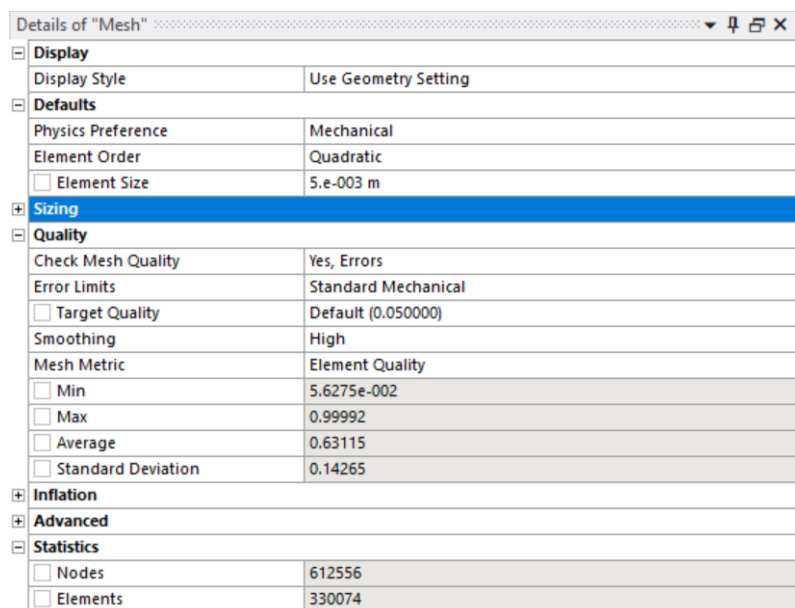 Details of "Mesh"
Display
Display Style Use Geometry Setting
Defaults
Physics Preference Mechanical
Element Order Quadratic
Element Size 5.e-003 m
Sizing
Quality
Check Mesh Quality Yes, Errors
Error Limits Standard Mechanical
Target Quality Default (0.050000)
Smoothing High
Mesh Metric Element Quality
Min 5.6275e-002
Max 0.99992
Average 0.63115
Standard Deviation 0.14265
Inflation
Advanced
Statistics
Nodes 612556
Elements 330074